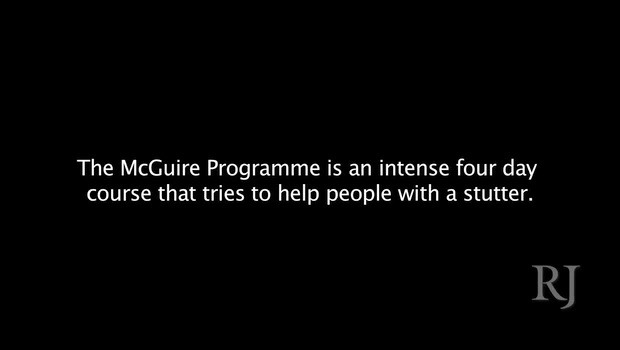 The McGuire Programme is an intense four day
course that tries to help people with a stutter.
RJ